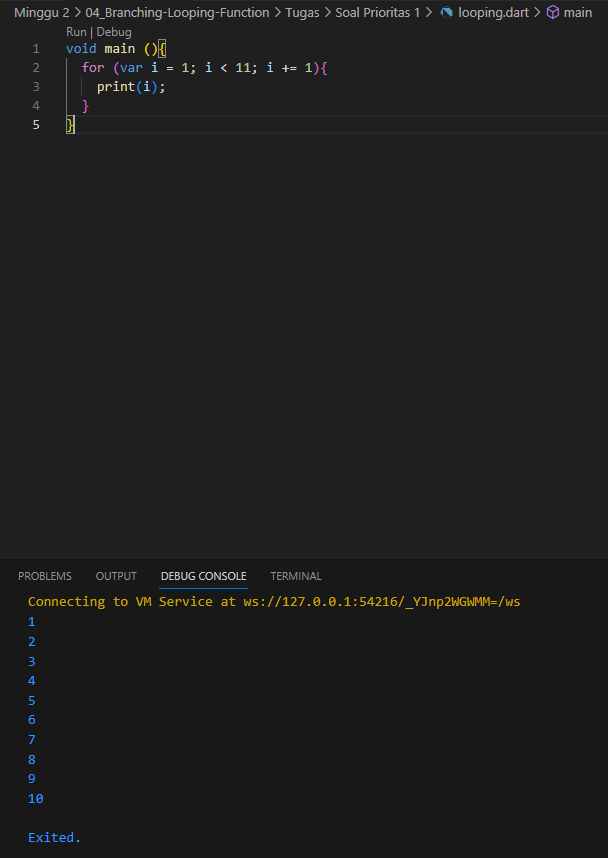 Minggu 2 > 04_Branching-Looping-Function > Tugas > Soal Prioritas 1 > looping.dart > main
Run | Debug
1 void main (){
2 for (var i = 1; i < 11; i += 1){
3 print(i);
4 }
5 }
PROBLEMS OUTPUT DEBUG CONSOLE TERMINAL
Connecting to VM Service at ws://127.0.0.1:54216/_YJnp2WGWMM=/ws
1
2
3
4
5
6
7
8
9
10
Exited.